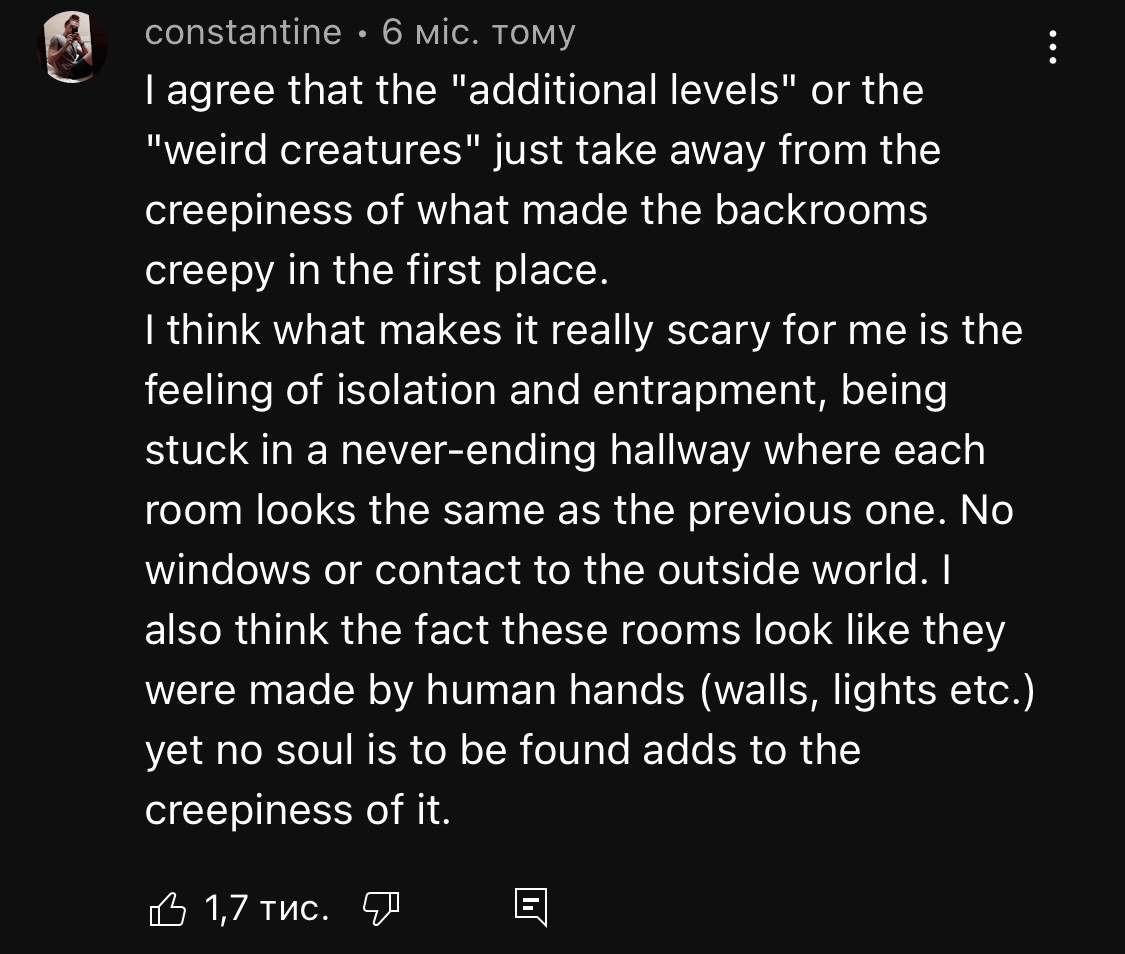 constantine • 6 міс. тому
I agree that the "additional levels" or the
"weird creatures" just take away from the
creepiness of what made the backrooms
creepy in the first place.
I think what makes it really scary for me is the
feeling of isolation and entrapment, being
stuck in a never-ending hallway where each
room looks the same as the previous one. No
windows or contact to the outside world. I
also think the fact these rooms look like they
were made by human hands (walls, lights etc.)
yet no soul is to be found adds to the
creepiness of it.
1,7 тис.